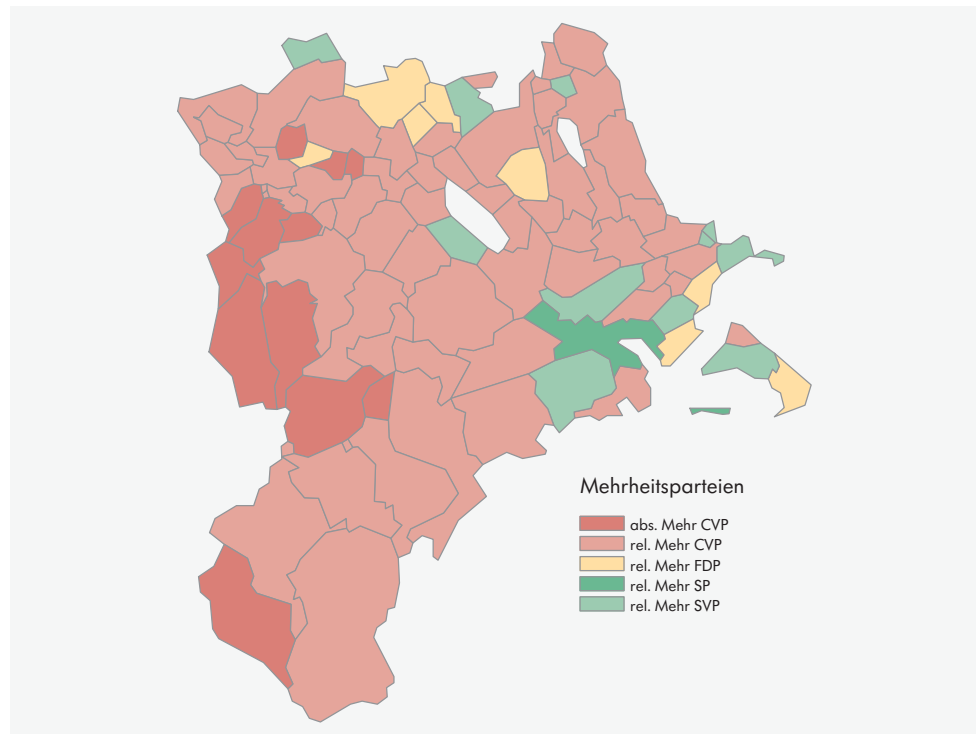 Mehrheitsparteien
abs. Mehr CVP
rel. Mehr CVP
rel. Mehr FDP
rel. Mehr SP
rel. Mehr SVP